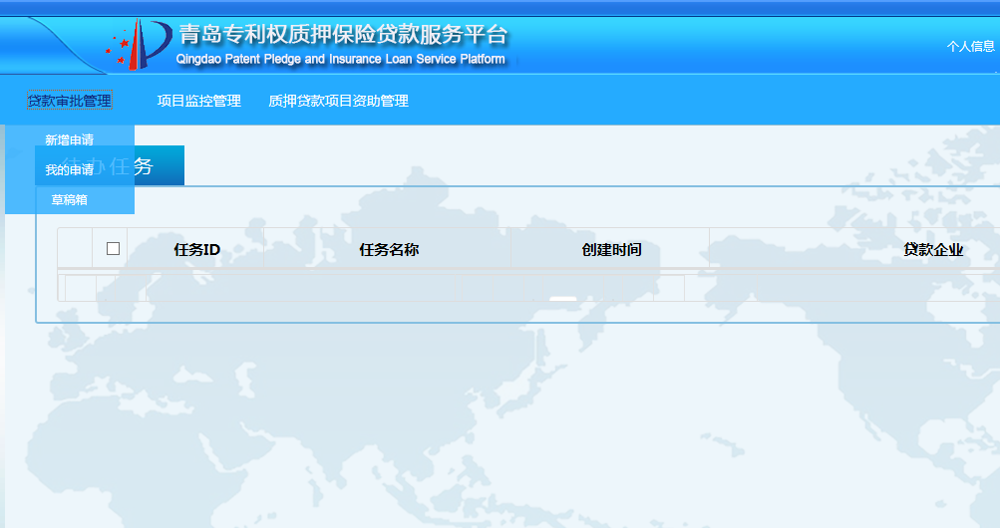 青岛专利权质押保险贷款服务平台
Qingdao Patent Pledge and Insurance Loan Service Platform
个人信息
贷款审批管理 项目监控管理 质押贷款项目资助管理
新增申请
待办任务
我的申请
草稿箱
任务ID 任务名称 创建时间 贷款企业